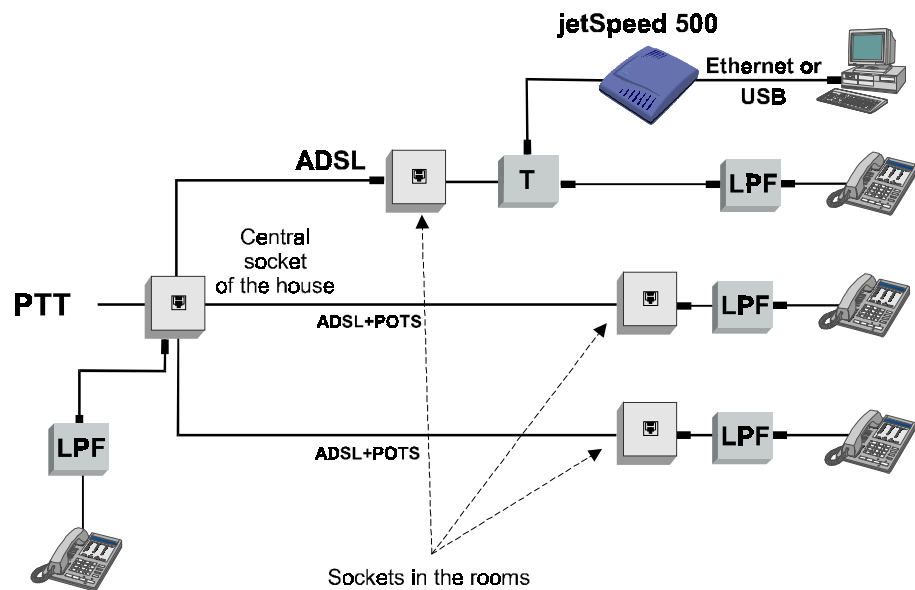 jetSpeed 500
Ethernet or
USB
ADSL
T
LPF
Central
socket
of the house
PTT
ADSL+POTS
LPF
LPF
ADSL+POTS
LPF
LPF
Sockets in the rooms